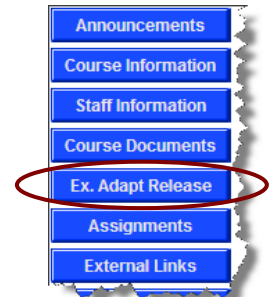 Announcements
Course Information
Staff Information
Course Documents
Ex. Adapt Release
Assignments
External Links